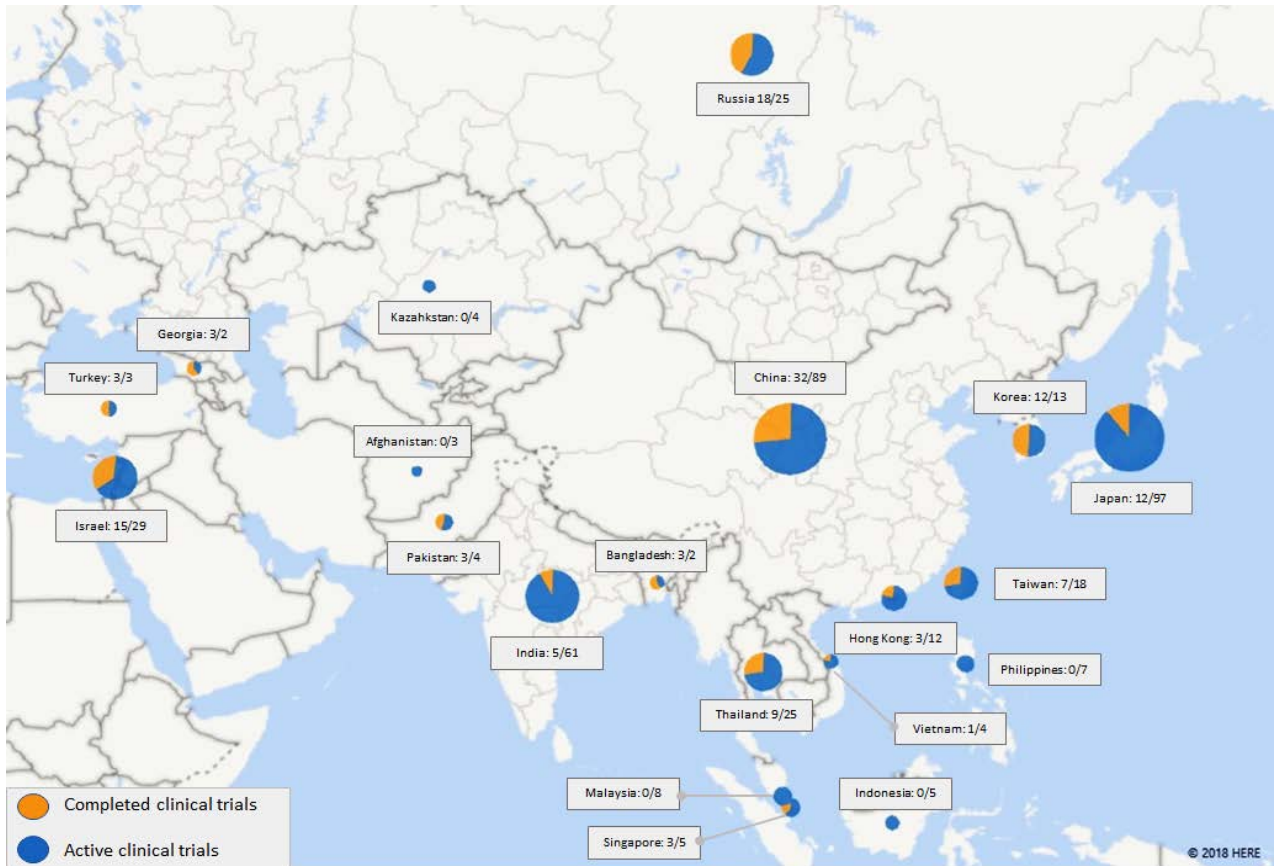 Russia 18/25
Kazahkstan: 0/4
Georgia: 3/2
Turkey: 3/3
China: 32/89
Korea: 12/13
Afghanistan: 0/3
Japan: 12/97
Israel: 15/29
Pakistan: 3/4
Bangladesh: 3/2
Taiwan: 7/18
India: 5/61
Hong Kong: 3/12
Philippines: 0/7
Thailand: 9/25
Vietnam: 1/4
Malaysia: 0/8
Indonesia: 0/5
Singapore: 3/5
Completed clinical trials
Active clinical trials
© 2018 HERE